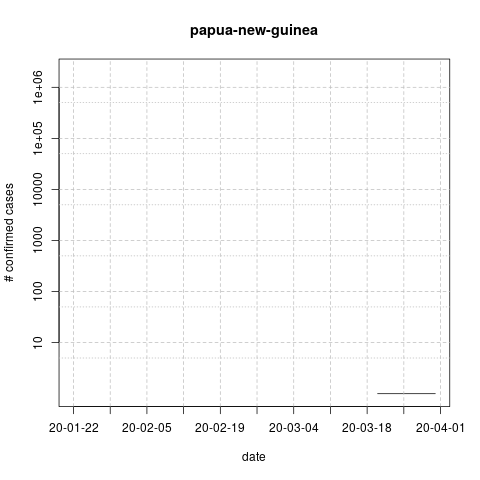 papua-new-guinea
# confirmed cases
1e+06
1e+05
10000
1000
100
10
20-01-22 20-02-05 20-02-19 20-03-04 20-03-18 20-04-01
date